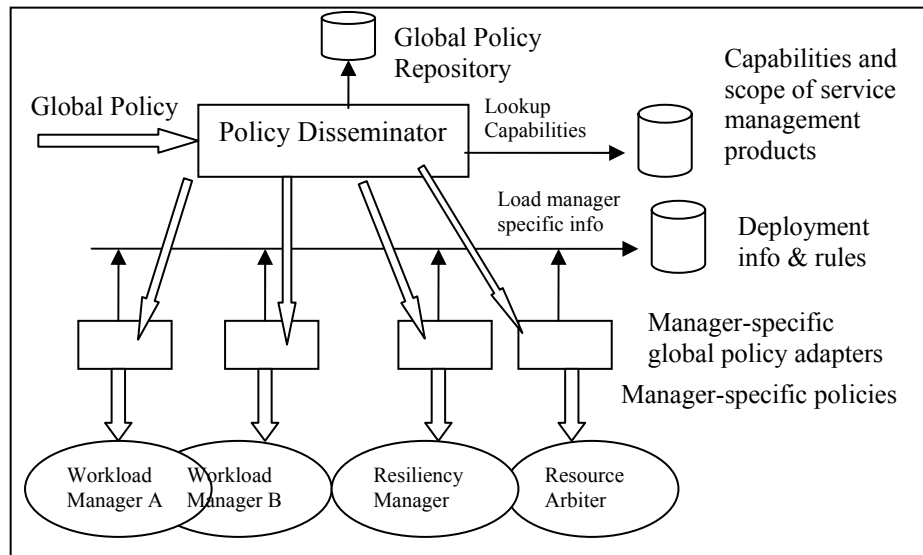 Global Policy
Repository
Global Policy
Policy Disseminator
Lookup
Capabilities
Capabilities and
scope of service
management
products
Load manager
specific info
Deployment
info & rules
Manager-specific
global policy adapters
Manager-specific policies
Workload
Manager A
Workload
Manager B
Resiliency
Manager
Resource
Arbiter